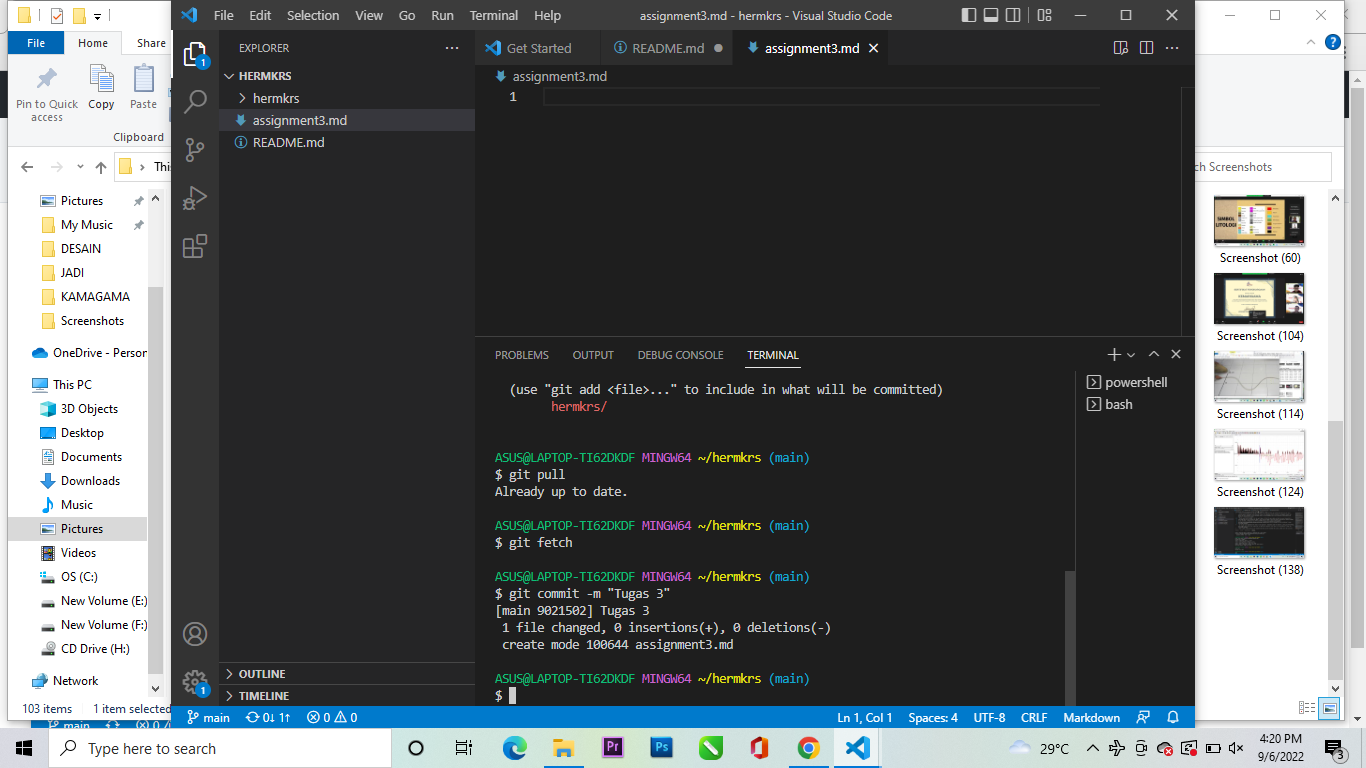 File Edit Selection View Go Run Terminal Help
assignment3.md - hermkrs - Visual Studio Code
File Home Share
Pin to Quick access
Copy
Paste
Clipboard
Pictures
My Music
DESAIN
JADI
KAMAGAMA
Screenshots
OneDrive - Person
This PC
3D Objects
Desktop
Documents
Downloads
Music
Pictures
Videos
OS (C:)
New Volume (E:)
New Volume (F:)
CD Drive (H:)
Network
103 items 1 item selected
EXPLORER
HERMKRS
hermkrs
assignment3.md
README.md
OUTLINE
TIMELINE
1
1
Get Started
README.md
assignment3.md
assignment3.md
1
PROBLEMS OUTPUT DEBUG CONSOLE TERMINAL
(use "git add <file>..." to include in what will be committed)
hermkrs/
ASUS@LAPTOP-TI62DKDF MINGW64 ~/hermkrs (main)
$ git pull
Already up to date.
ASUS@LAPTOP-TI62DKDF MINGW64 ~/hermkrs (main)
$ git fetch
ASUS@LAPTOP-TI62DKDF MINGW64 ~/hermkrs (main)
$ git commit -m "Tugas 3"
[main 9021502] Tugas 3
1 file changed, 0 insertions(+), 0 deletions(-)
create mode 100644 assignment3.md
ASUS@LAPTOP-TI62DKDF MINGW64 ~/hermkrs (main)
$
powershell
bash
main 0↓ 1↑ 0 0
Ln 1, Col 1 Spaces: 4 UTF-8 CRLF Markdown
Screenshots
SIMBOL
LITOLOGI
Screenshot (60)
Screenshot (104)
Screenshot (114)
Screenshot (124)
Screenshot (138)
Type here to search
Pr
Ps
29°C
4:20 PM
9/6/2022
3